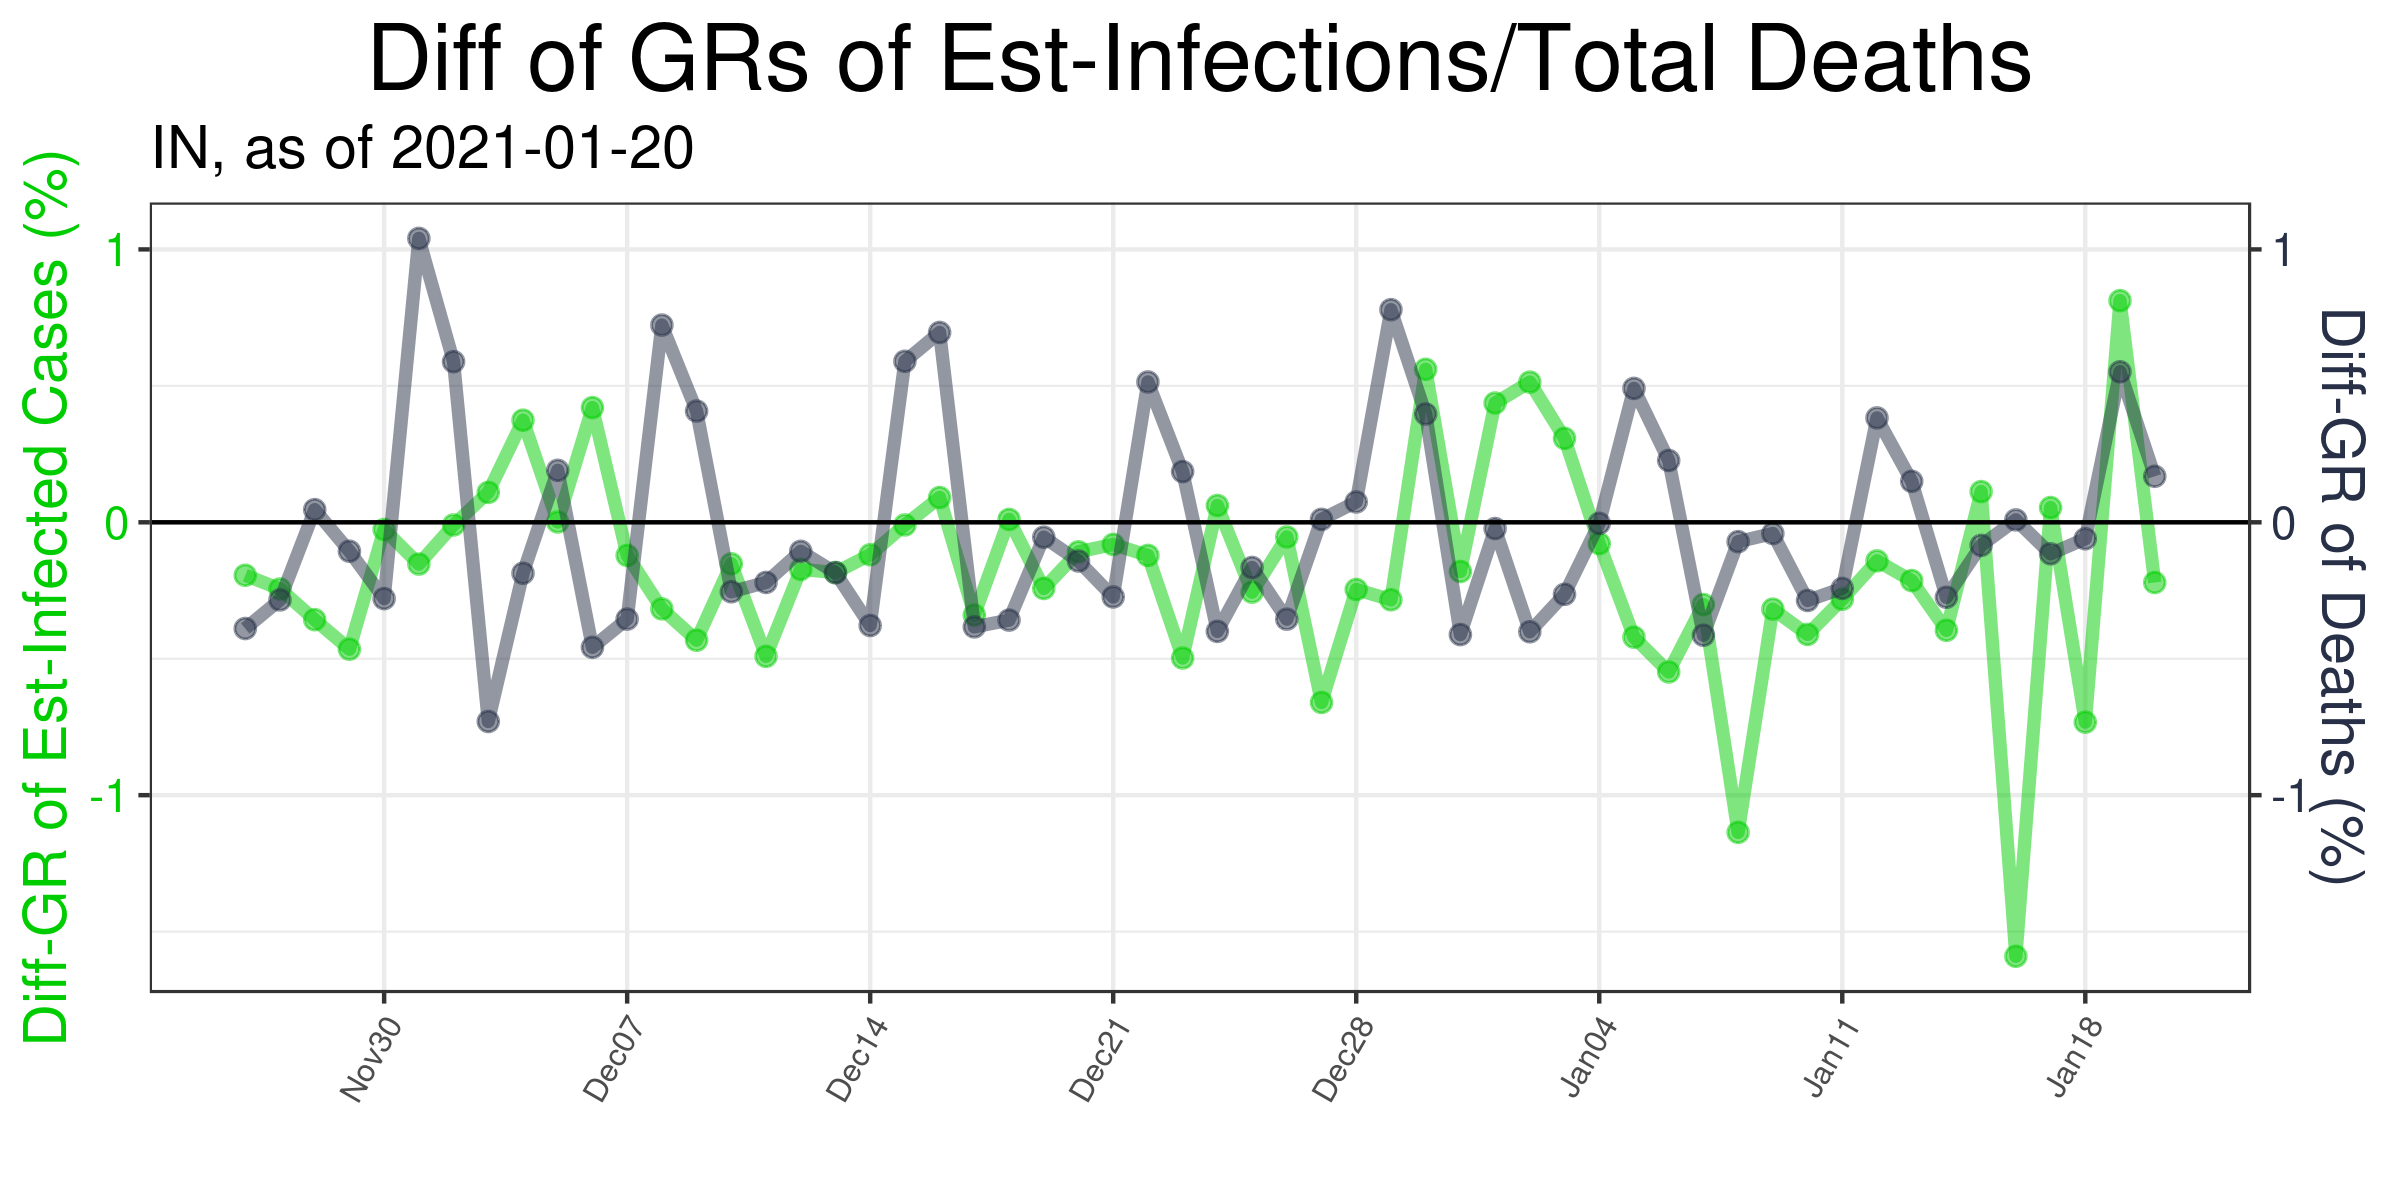 Diff of GRs of Est-Infections/Total Deaths
IN, as of 2021-01-20
Diff-GR of Est-Infected Cases (%)
1
0
-1
1
0
-1
Diff-GR of Deaths (%)
Nov30
Dec07
Dec14
Dec21
Dec28
Jan04
Jan11
Jan18